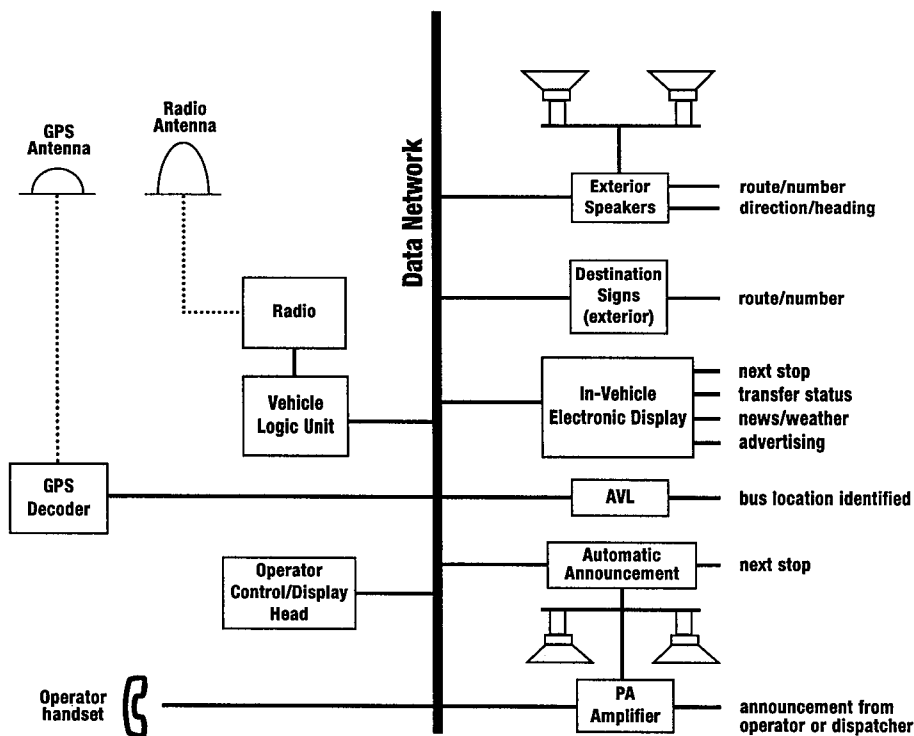 GPS
Antenna
Radio
Antenna
Data Network
Exterior
Speakers
route/number
direction/heading
Destination
Signs
(exterior)
route/number
Radio
In-Vehicle
Electronic Display
next stop
transfer status
news/weather
advertising
Vehicle
Logic Unit
GPS
Decoder
AVL
bus location identified
Automatic
Announcement
next stop
Operator
Control/Display
Head
Operator
handset
PA
Amplifier
announcement from
operator or dispatcher